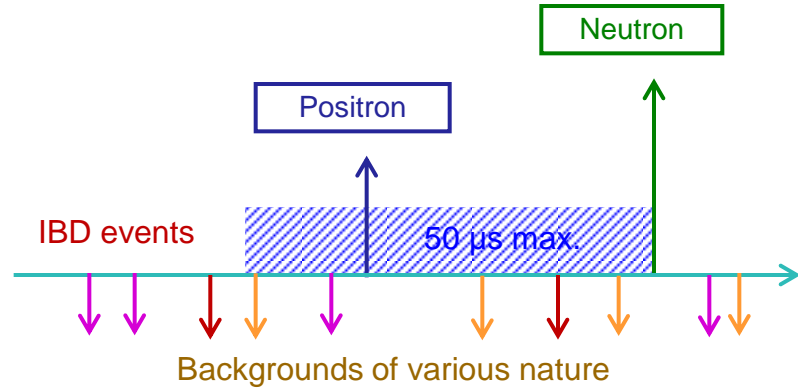 Neutron
Positron
IBD events
50 µs max.
Backgrounds of various nature